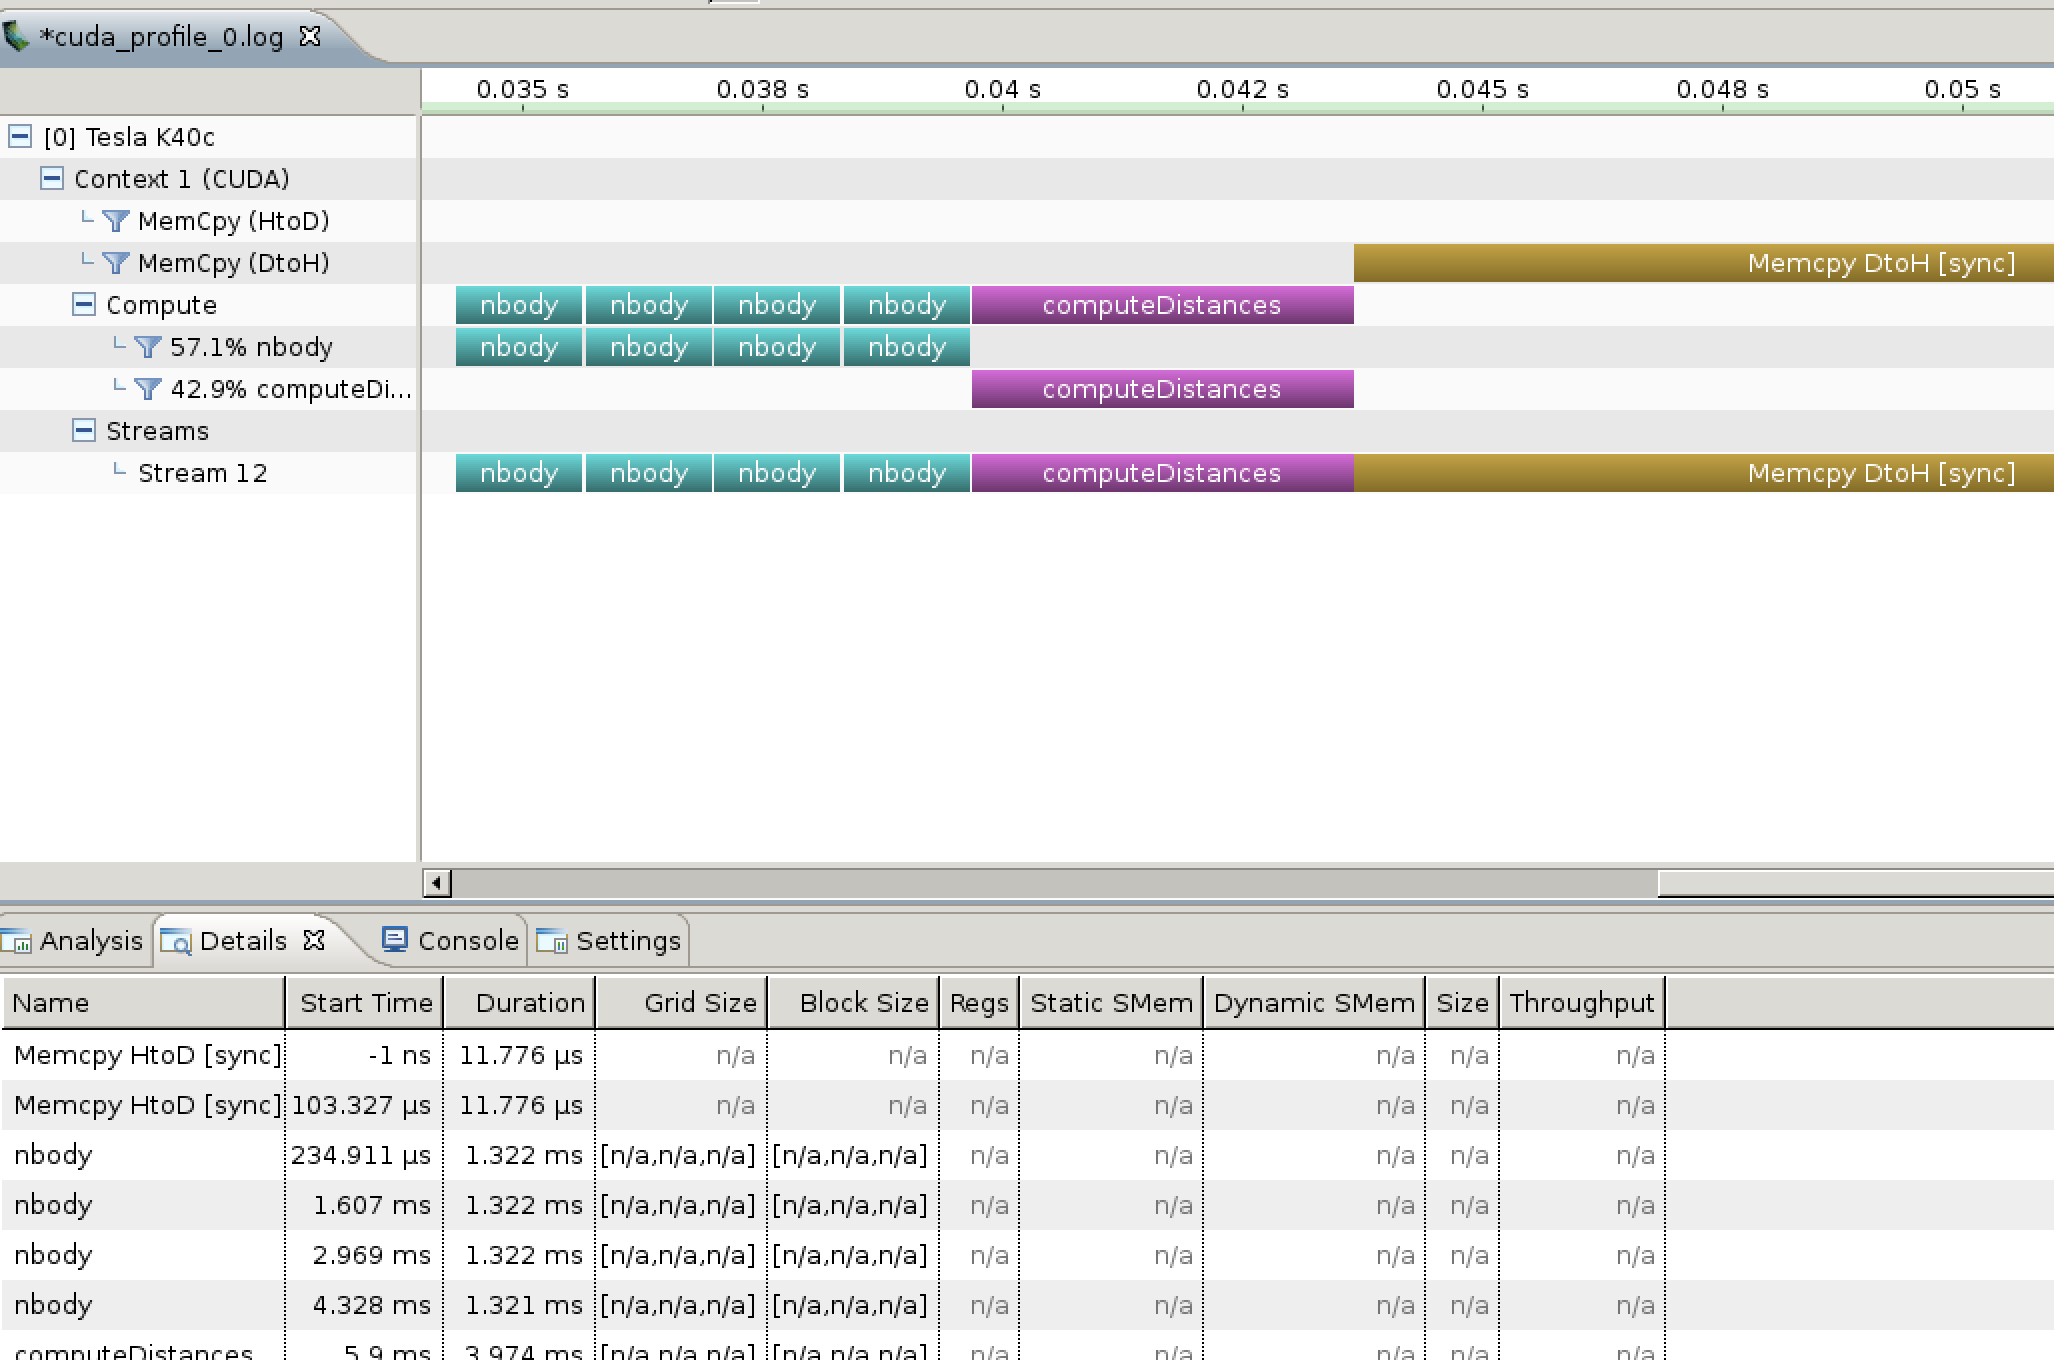 *cuda_profile_0.log
0.035 s 0.038 s 0.04 s 0.042 s 0.045 s 0.048 s 0.05 s
[0] Tesla K40c
Context 1 (CUDA)
MemCpy (HtoD)
MemCpy (DtoH) Memcpy DtoH [sync]
Compute nbody nbody nbody nbody computeDistances
57.1% nbody nbody nbody nbody nbody
42.9% computeDi... computeDistances
Streams
Stream 12 nbody nbody nbody nbody computeDistances Memcpy DtoH [sync]
Analysis Details Console Settings
Name Start Time Duration Grid Size Block Size Regs Static SMem Dynamic SMem Size Throughput
Memcpy HtoD [sync] -1 ns 11.776 µs n/a n/a n/a n/a n/a n/a n/a
Memcpy HtoD [sync] 103.327 µs 11.776 µs n/a n/a n/a n/a n/a n/a n/a
nbody 234.911 µs 1.322 ms [n/a,n/a,n/a] [n/a,n/a,n/a] n/a n/a n/a n/a n/a
nbody 1.607 ms 1.322 ms [n/a,n/a,n/a] [n/a,n/a,n/a] n/a n/a n/a n/a n/a
nbody 2.969 ms 1.322 ms [n/a,n/a,n/a] [n/a,n/a,n/a] n/a n/a n/a n/a n/a
nbody 4.328 ms 1.321 ms [n/a,n/a,n/a] [n/a,n/a,n/a] n/a n/a n/a n/a n/a
computeDistances 5.9 ms 3.974 ms [n/a,n/a,n/a] [n/a,n/a,n/a] n/a n/a n/a n/a n/a